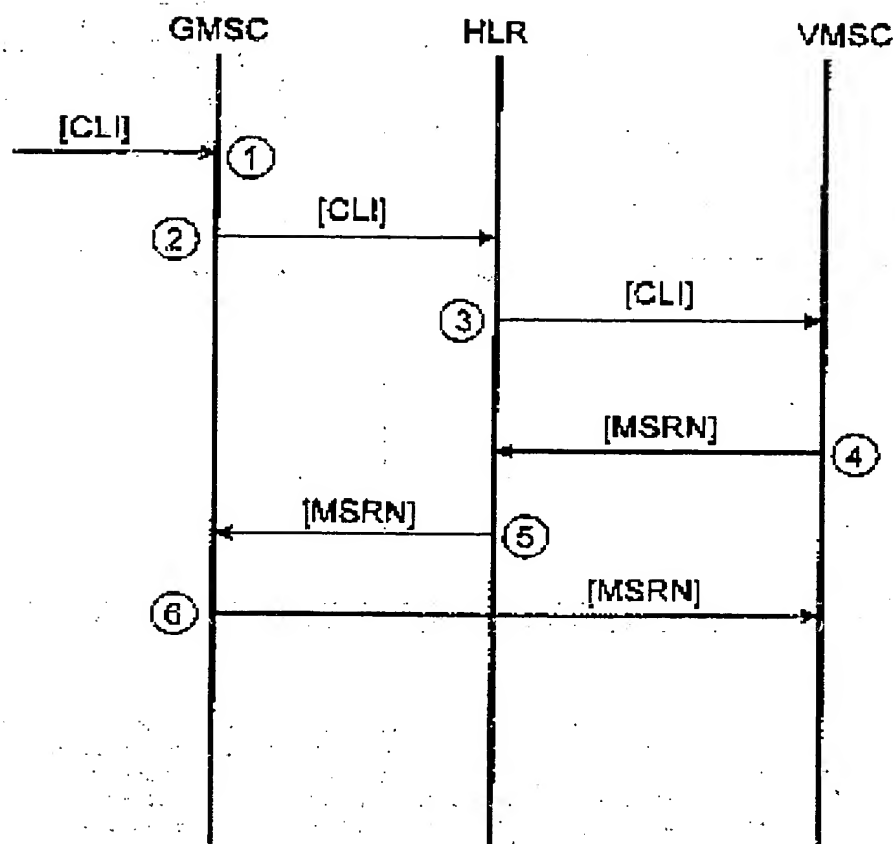 GMSC HLR VMSC
[CLI]
1
[CLI]
2
[CLI]
3
[MSRN]
4
[MSRN]
5
[MSRN]
6